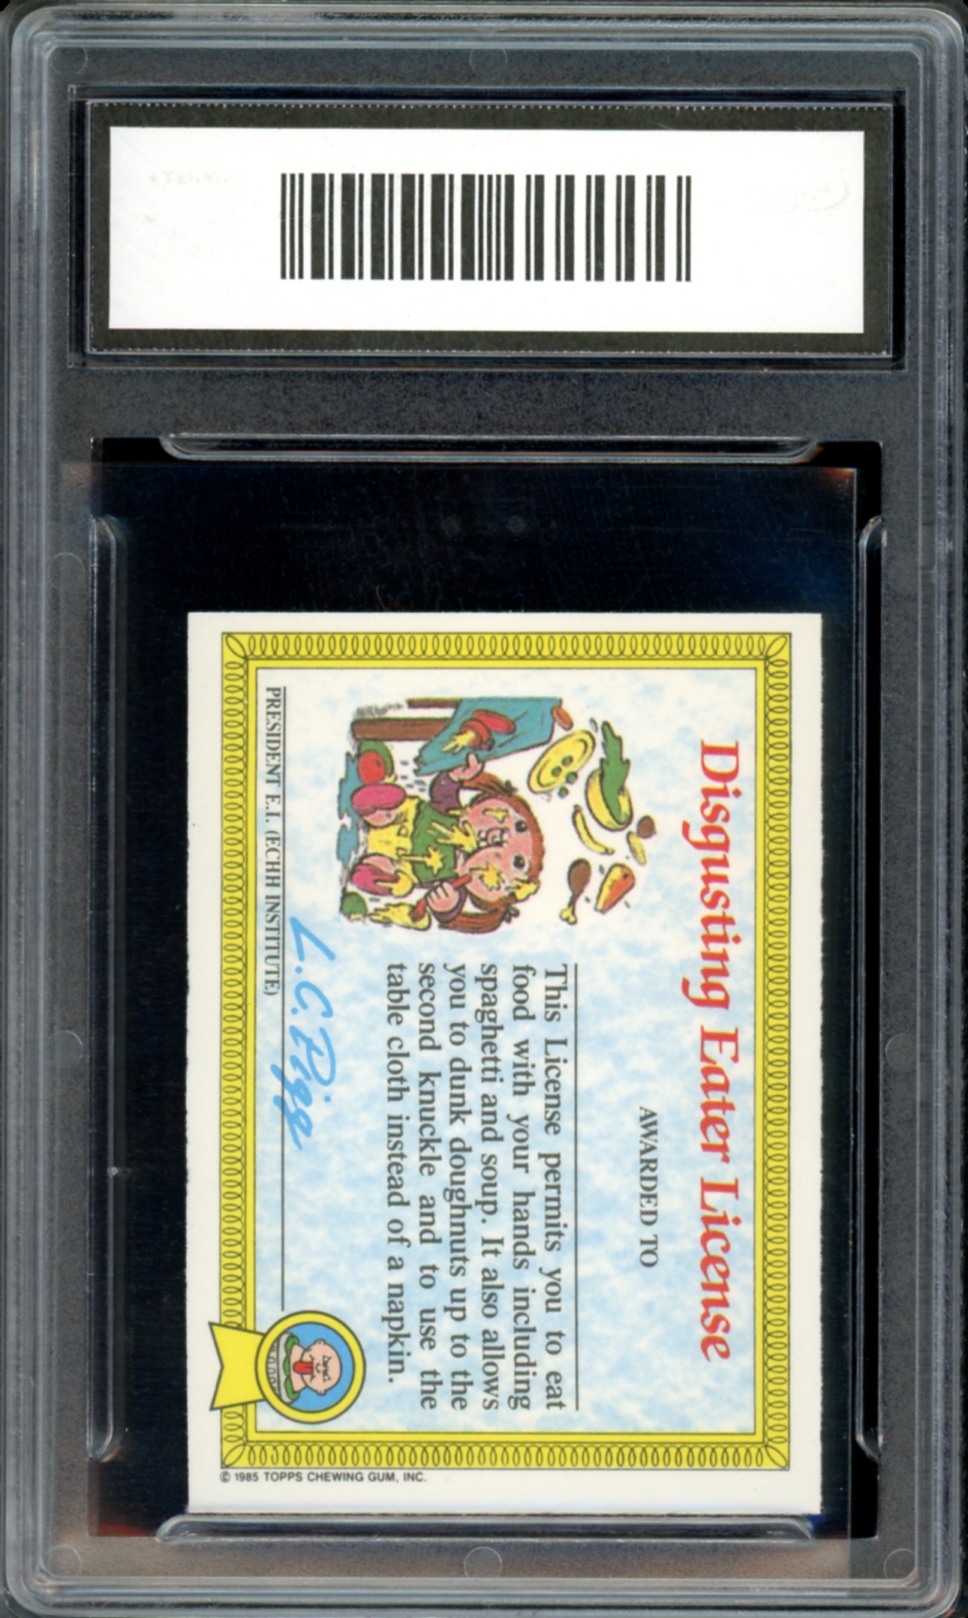 Disgusting Eater License
AWARDED TO
This License permits you to eat
food with your hands including
spaghetti and soup. It also allows
you to dunk doughnuts up to the
second knuckle and to use the
table cloth instead of a napkin.
L.C. Pigg
PRESIDENT E.I. (ECHH INSTITUTE)
© 1985 TOPPS CHEWING GUM, INC.